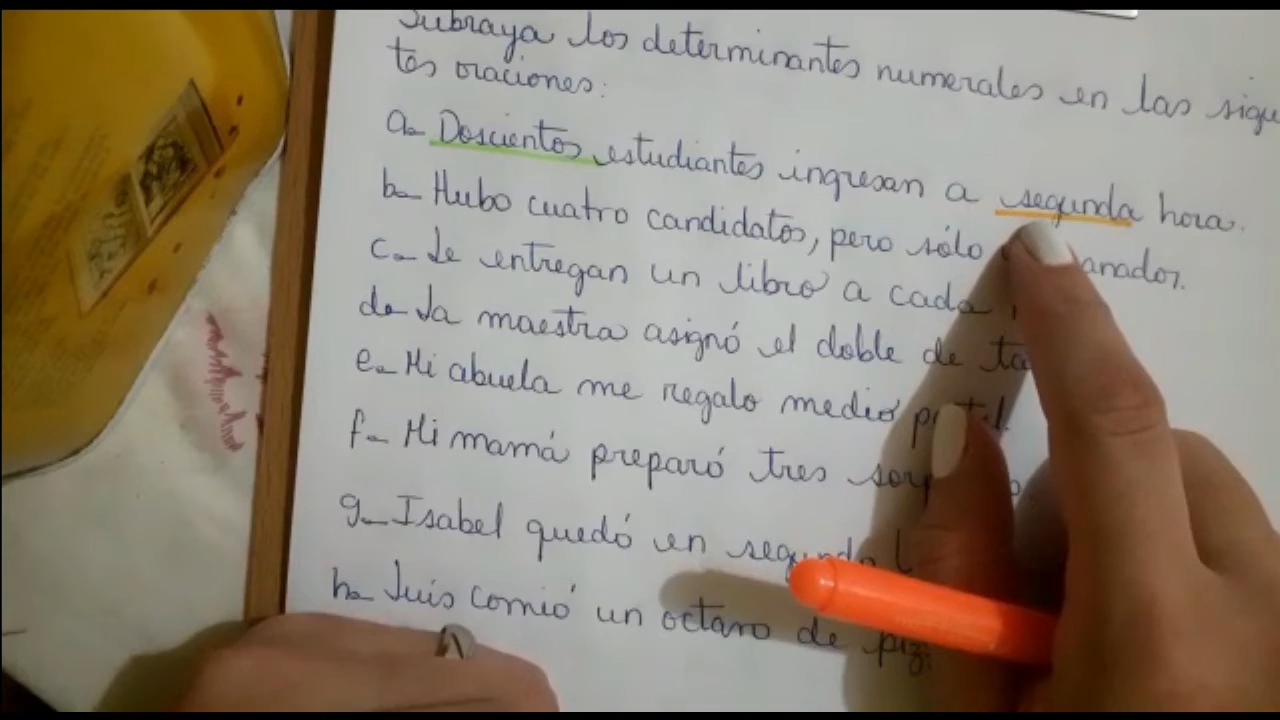 Subraya los determinantes numerales en las sigu
tes oraciones:
a- Doscientos estudiantes ingresan a segunda hora.
b- Hubo cuatro candidatos, pero sólo anador.
c- Le entregan un libro a cada
d- La maestra asignó el doble de ta
e- Mi abuela me regalo medio
f- Mi mamá preparó tres
g- Isabel quedó en segundo
h- Luis comió un octavo de